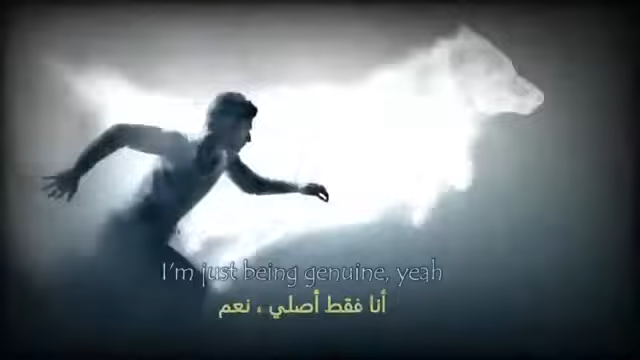 I'm just being genuine, yeah
أنا فقط أصلي ، نعم